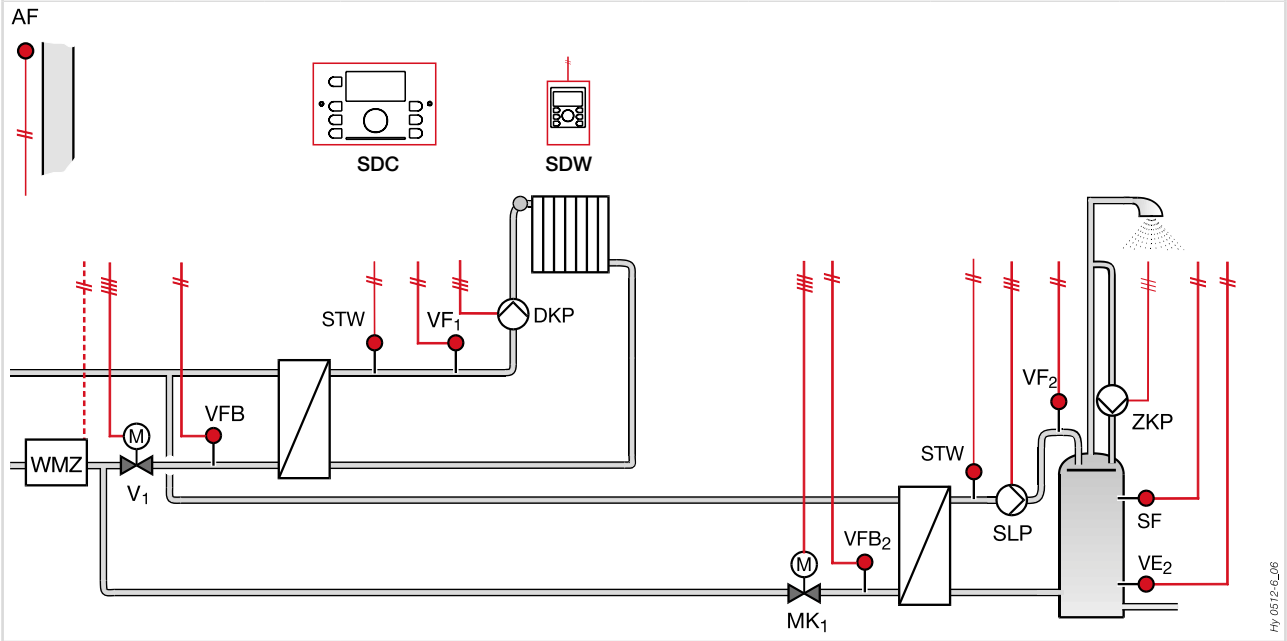 AF
SDC
SDW
STW
VF1
DKP
VFB
WMZ
M
V1
VF2
ZKP
STW
SLP
SF
VFB2
M
MK1
VE2
Hy 0512-6_06